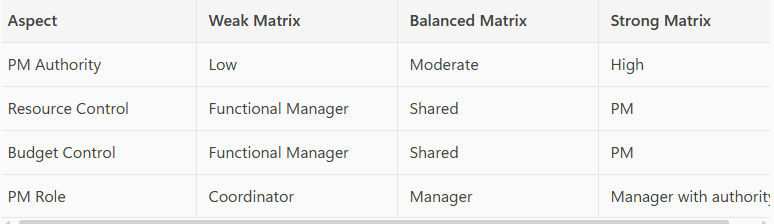 Aspect Weak Matrix Balanced Matrix Strong Matrix
PM Authority Low Moderate High
Resource Control Functional Manager Shared PM
Budget Control Functional Manager Shared PM
PM Role Coordinator Manager Manager with authority